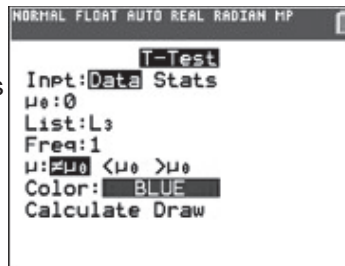 NORMAL FLOAT AUTO REAL RADIAN MP
T-Test
Inpt:Data Stats
μ₀:0
List:L₃
Freq:1
μ:≠μ₀ <μ₀ >μ₀
Color: BLUE
Calculate Draw